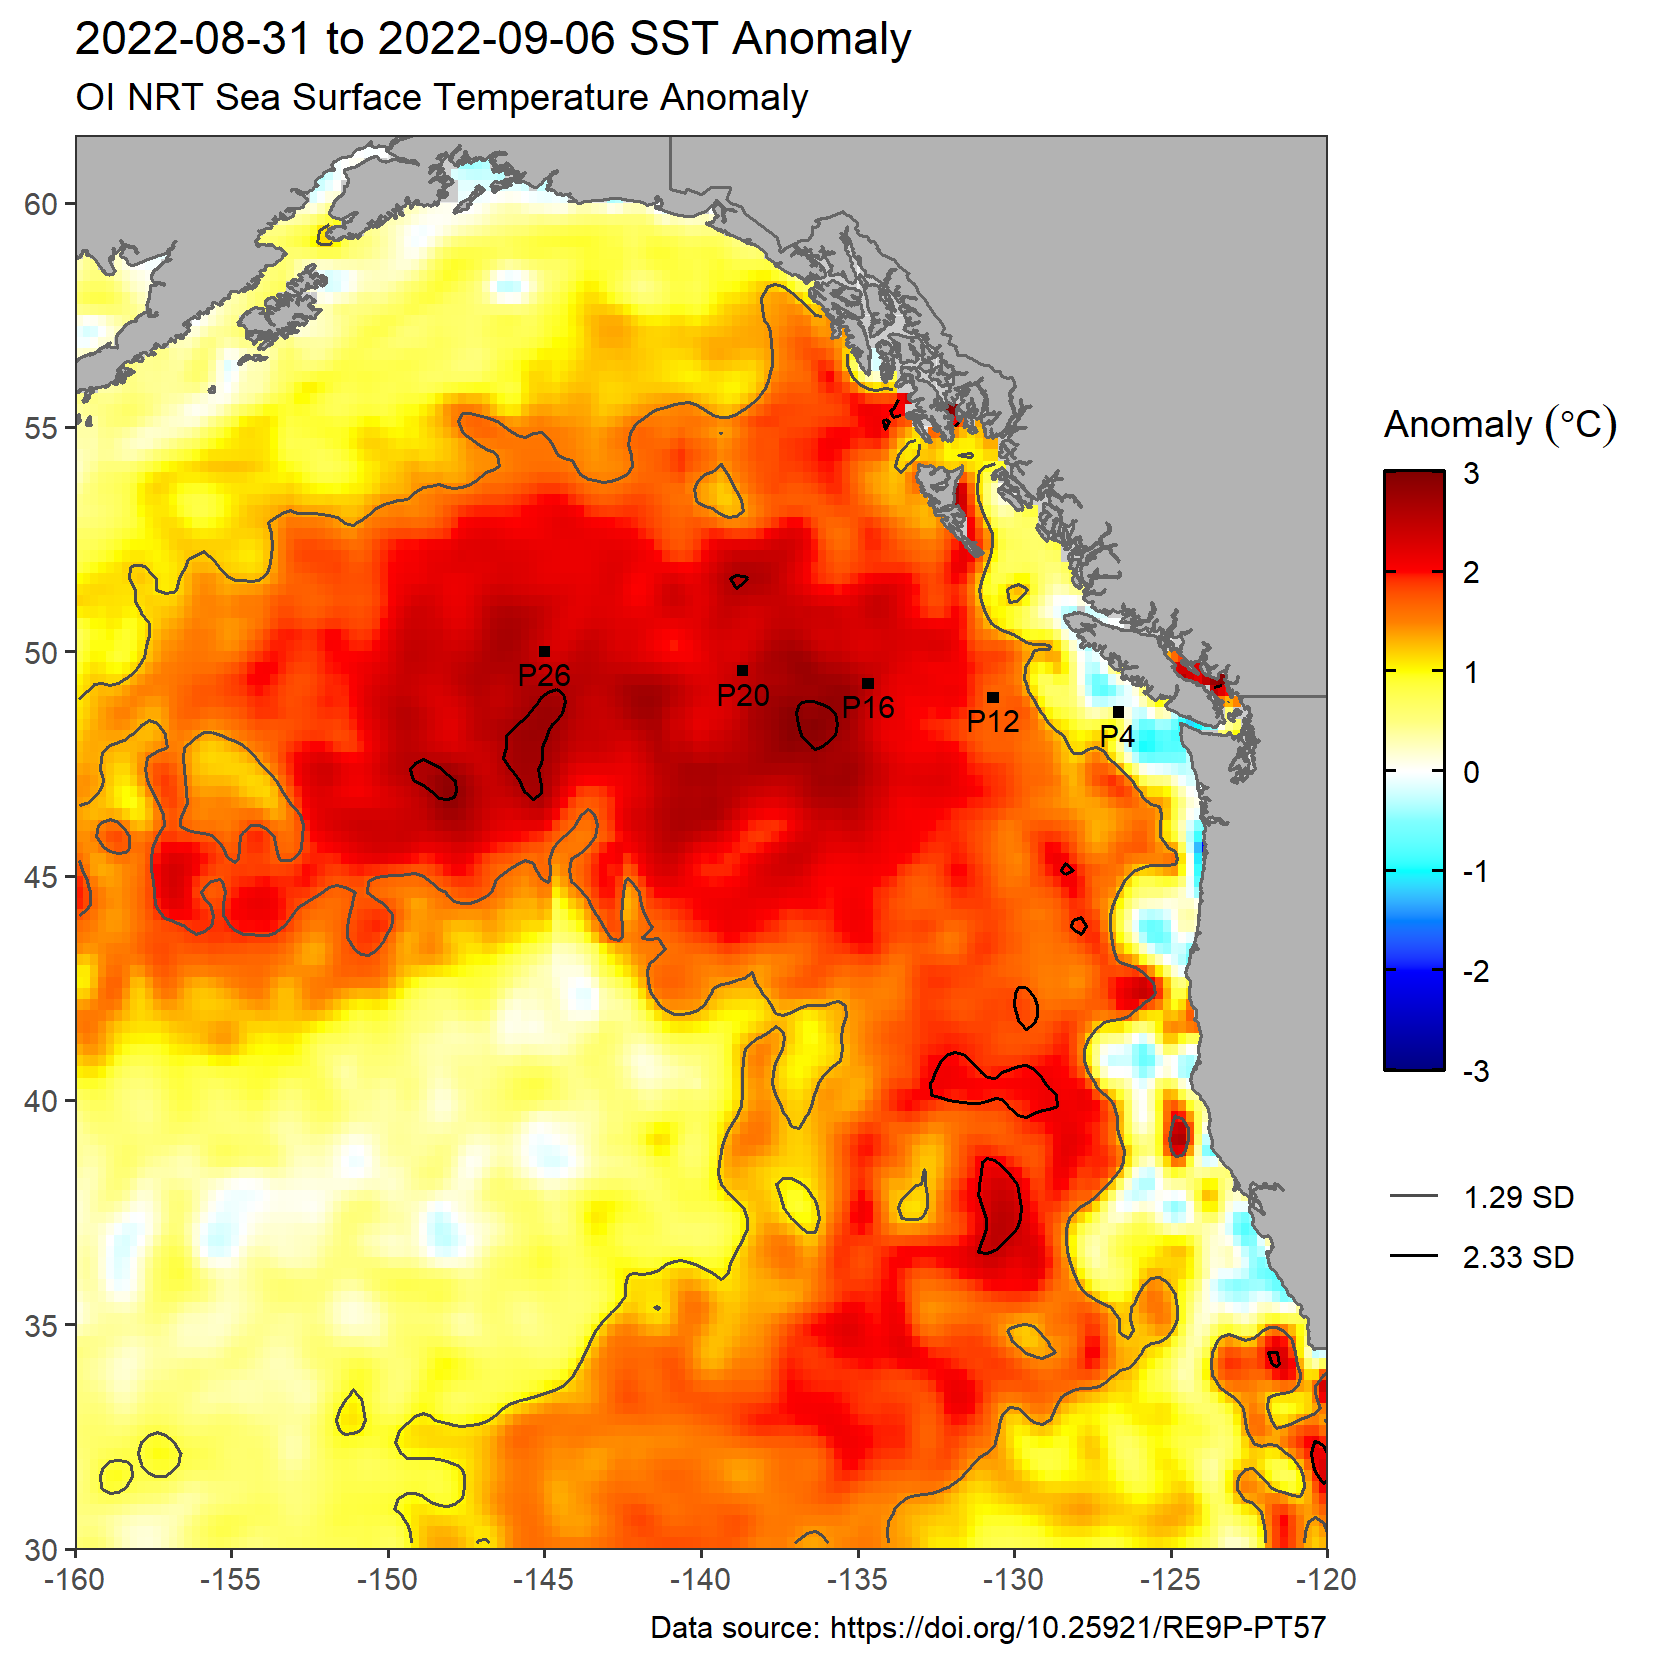 2022-08-31 to 2022-09-06 SST Anomaly
OI NRT Sea Surface Temperature Anomaly
60
55
50
45
40
35
30
-160
-155
-150
-145
-140
-135
-130
-125
-120
P26
P20
P16
P12
P4
Anomaly (°C)
3
2
1
0
-1
-2
-3
1.29 SD
2.33 SD
Data source: https://doi.org/10.25921/RE9P-PT57